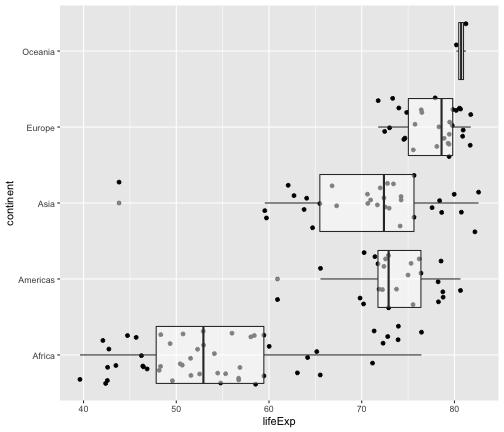 continent
Oceania
Europe
Asia
Americas
Africa
40 50 60 70 80
lifeExp